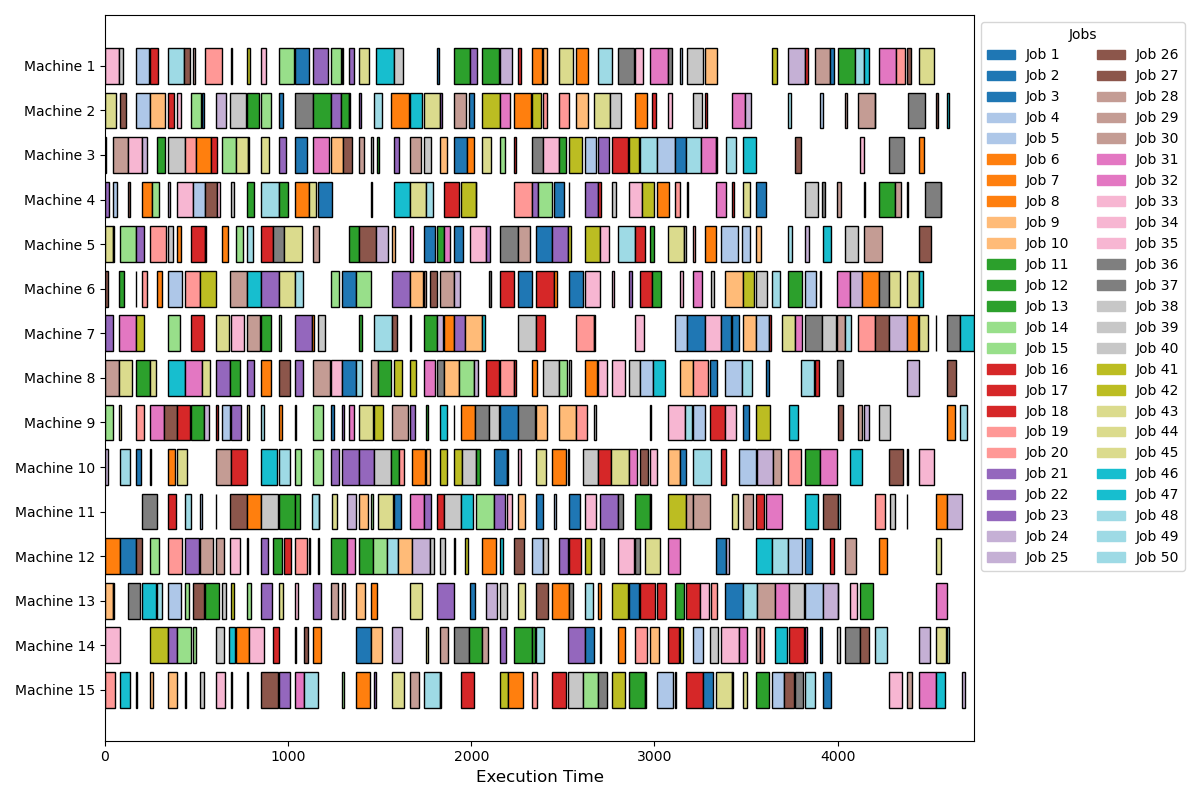 Machine 1
Machine 2
Machine 3
Machine 4
Machine 5
Machine 6
Machine 7
Machine 8
Machine 9
Machine 10
Machine 11
Machine 12
Machine 13
Machine 14
Machine 15
0 1000 2000 3000 4000
Execution Time
Jobs
Job 1 Job 26
Job 2 Job 27
Job 3 Job 28
Job 4 Job 29
Job 5 Job 30
Job 6 Job 31
Job 7 Job 32
Job 8 Job 33
Job 9 Job 34
Job 10 Job 35
Job 11 Job 36
Job 12 Job 37
Job 13 Job 38
Job 14 Job 39
Job 15 Job 40
Job 16 Job 41
Job 17 Job 42
Job 18 Job 43
Job 19 Job 44
Job 20 Job 45
Job 21 Job 46
Job 22 Job 47
Job 23 Job 48
Job 24 Job 49
Job 25 Job 50